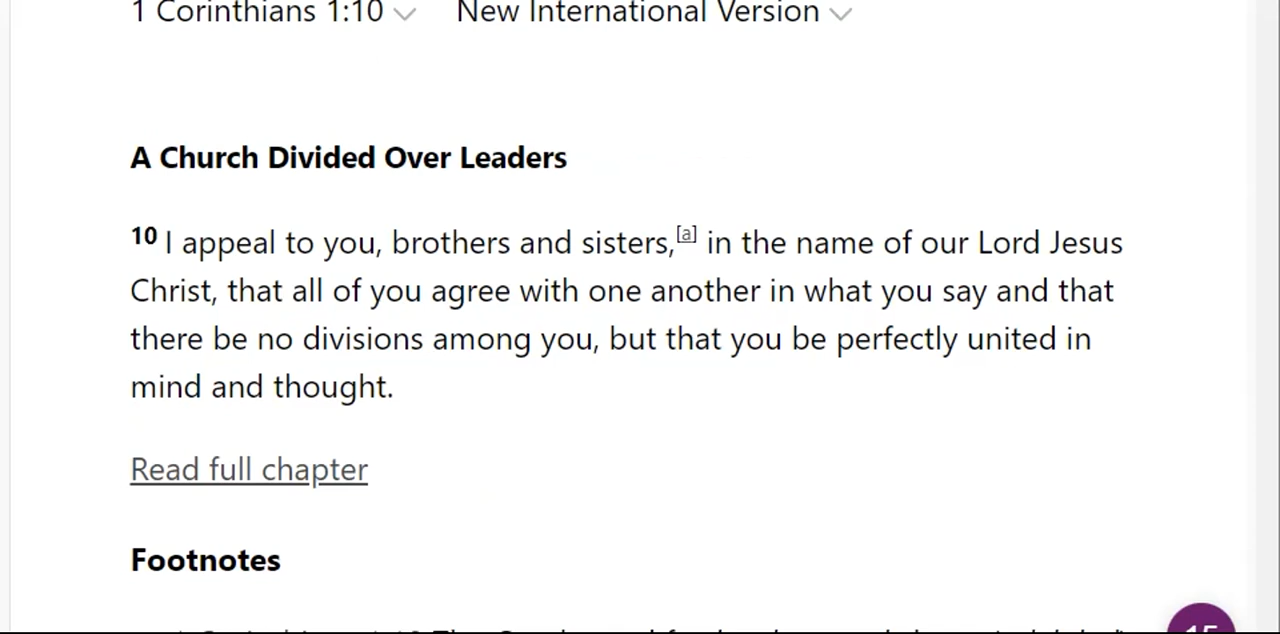 1 Corinthians 1:10 New International Version
A Church Divided Over Leaders
10 I appeal to you, brothers and sisters,[a] in the name of our Lord Jesus
Christ, that all of you agree with one another in what you say and that
there be no divisions among you, but that you be perfectly united in
mind and thought.
Read full chapter
Footnotes